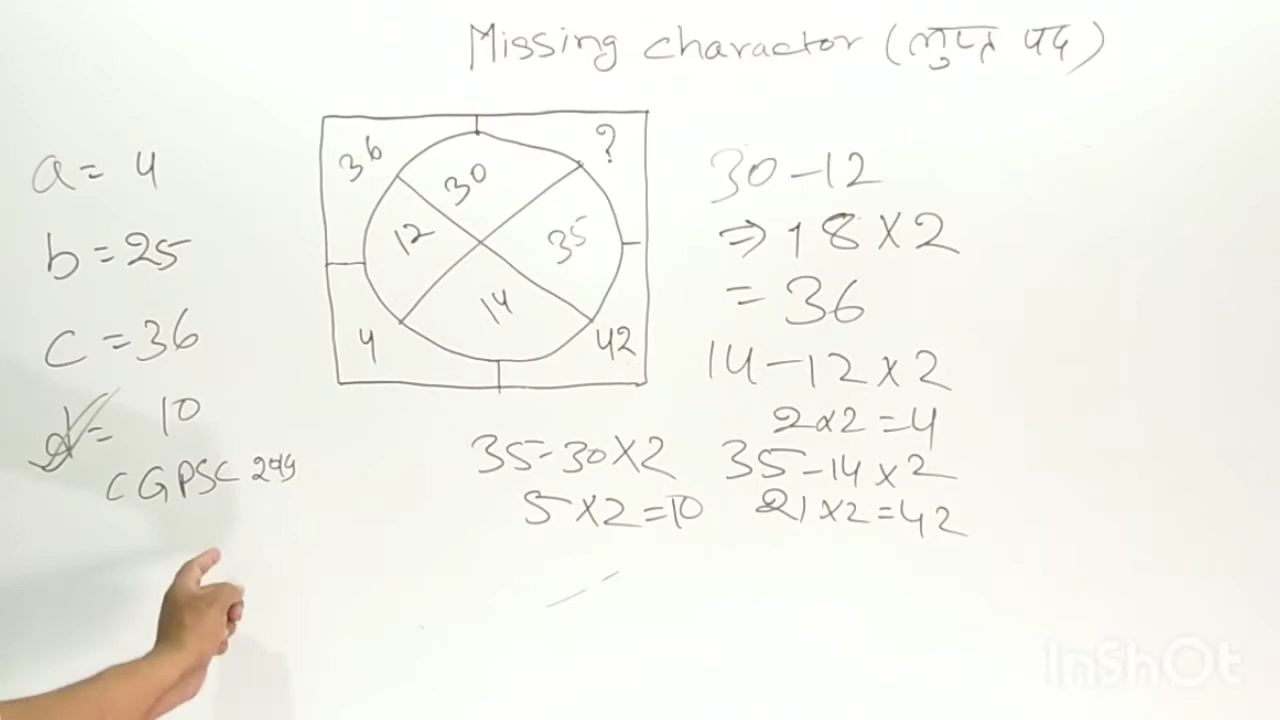 Missing charactor (लुप्त पद)
a = 4
b = 25
c = 36
d = 10
CGPSC
36
?
30
12
35
14
4
42
30 - 12
⇒ 18 × 2
= 36
14 - 12 × 2
2 × 2 = 4
35 - 30 × 2
5 × 2 = 10
35 - 14 × 2
21 × 2 = 42
InShOt